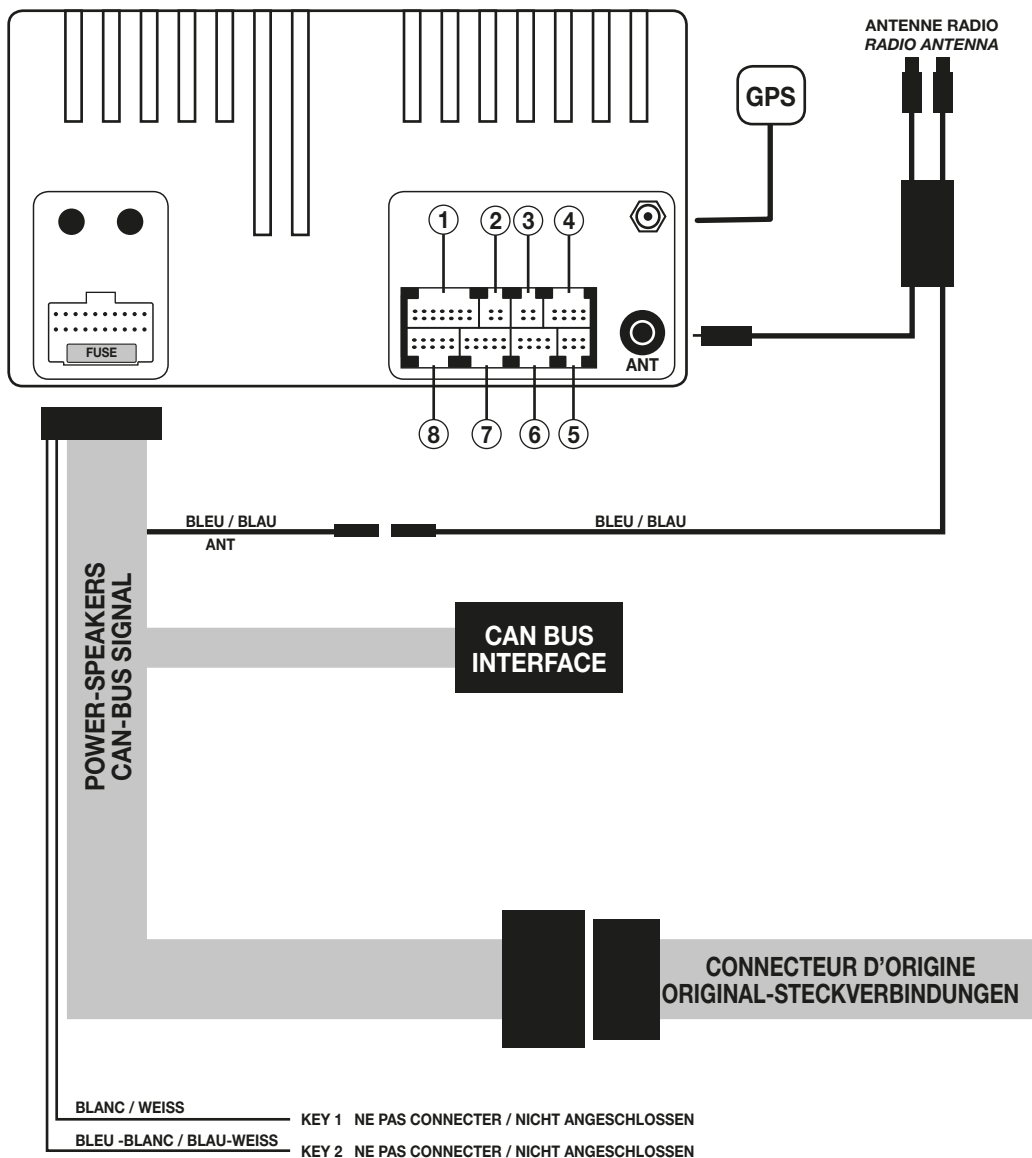 ANTENNE RADIO
RADIO ANTENNA
GPS
1
2
3
4
FUSE
ANT
8
7
6
5
BLEU / BLAU
ANT
BLEU / BLAU
POWER-SPEAKERS
CAN-BUS SIGNAL
CAN BUS
INTERFACE
CONNECTEUR D'ORIGINE
ORIGINAL-STECKVERBINDUNGEN
BLANC / WEISS
KEY 1 NE PAS CONNECTER / NICHT ANGESCHLOSSEN
BLEU -BLANC / BLAU-WEISS
KEY 2 NE PAS CONNECTER / NICHT ANGESCHLOSSEN